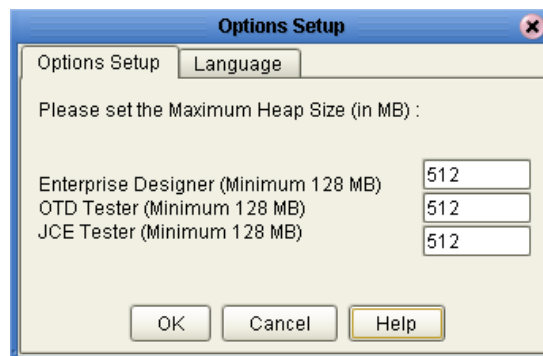 Options Setup
Options Setup
Language
Please set the Maximum Heap Size (in MB) :
Enterprise Designer (Minimum 128 MB) 512
OTD Tester (Minimum 128 MB) 512
JCE Tester (Minimum 128 MB) 512
OK
Cancel
Help